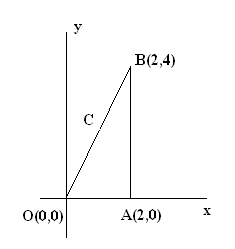 y
B(2,4)
C
O(0,0)
A(2,0)
x